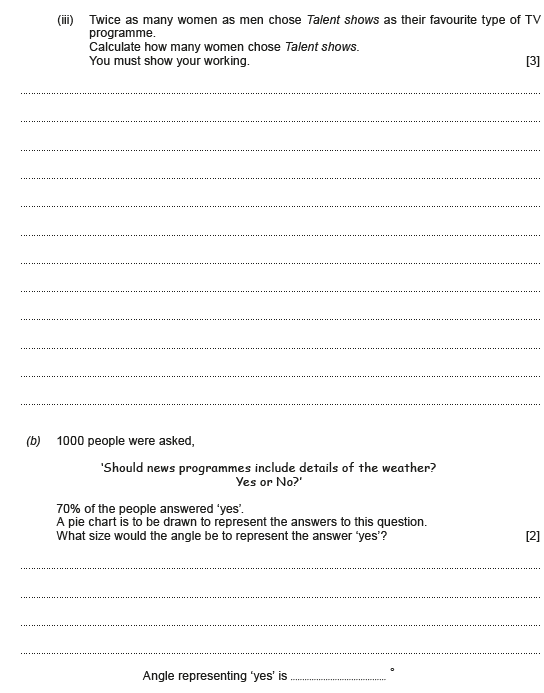 (iii) Twice as many women as men chose Talent shows as their favourite type of TV
programme.
Calculate how many women chose Talent shows.
You must show your working. [3]
(b) 1000 people were asked,
'Should news programmes include details of the weather?
Yes or No?'
70% of the people answered 'yes'.
A pie chart is to be drawn to represent the answers to this question.
What size would the angle be to represent the answer 'yes'? [2]
Angle representing 'yes' is .............................. °